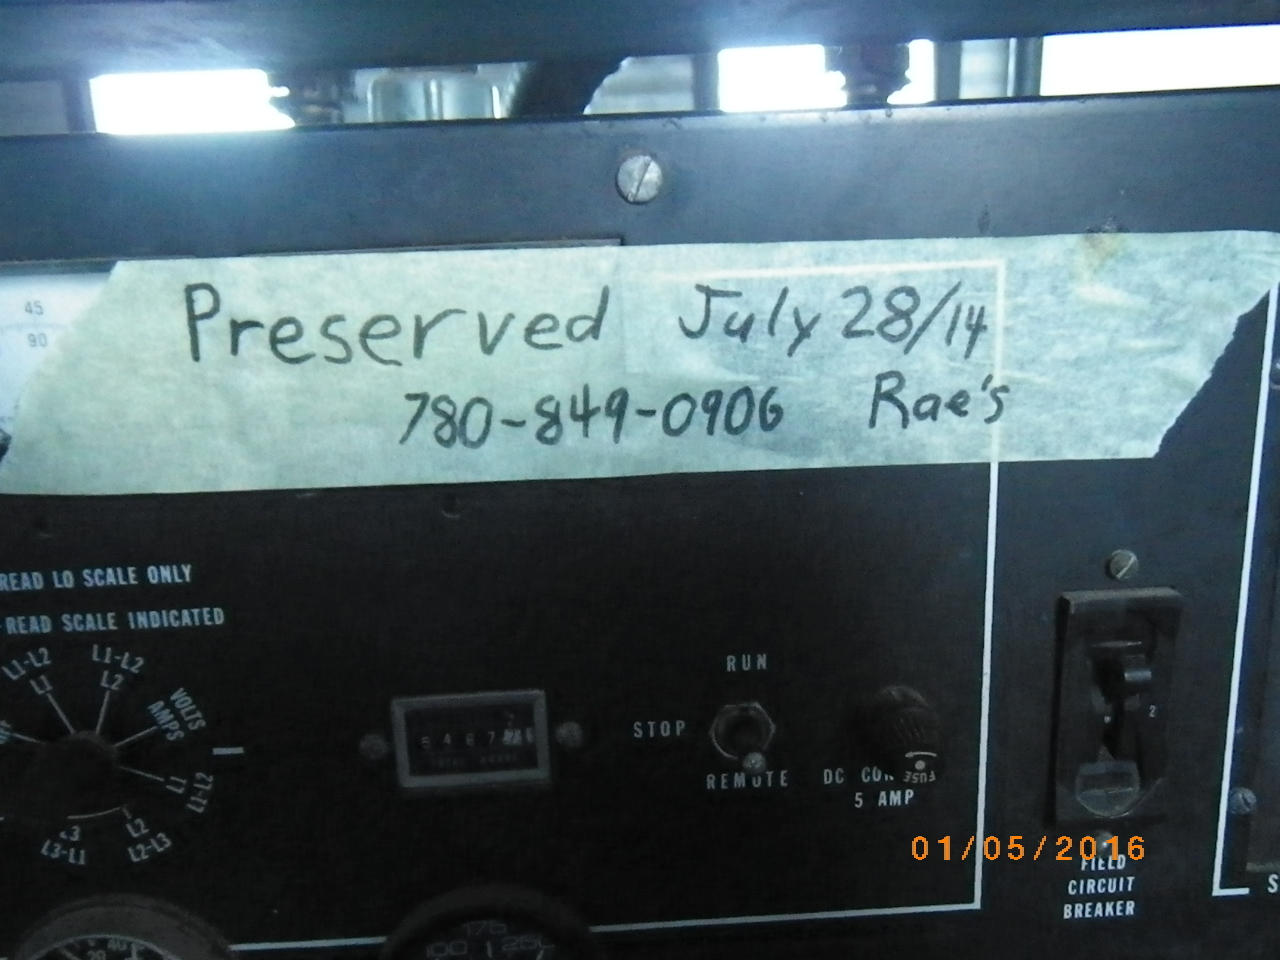 45
90
Preserved July 28/14
780-849-0906 Rae's
READ LO SCALE ONLY
-READ SCALE INDICATED
L1-L2
L1
L1-L2
L2
VOLTS
AMPS
L1
L1-L2
L2
L2-L3
L3-L1
RUN
STOP
REMOTE
DC
5 AMP
FUSE
2
01/05/2016
FIELD
CIRCUIT
BREAKER
175